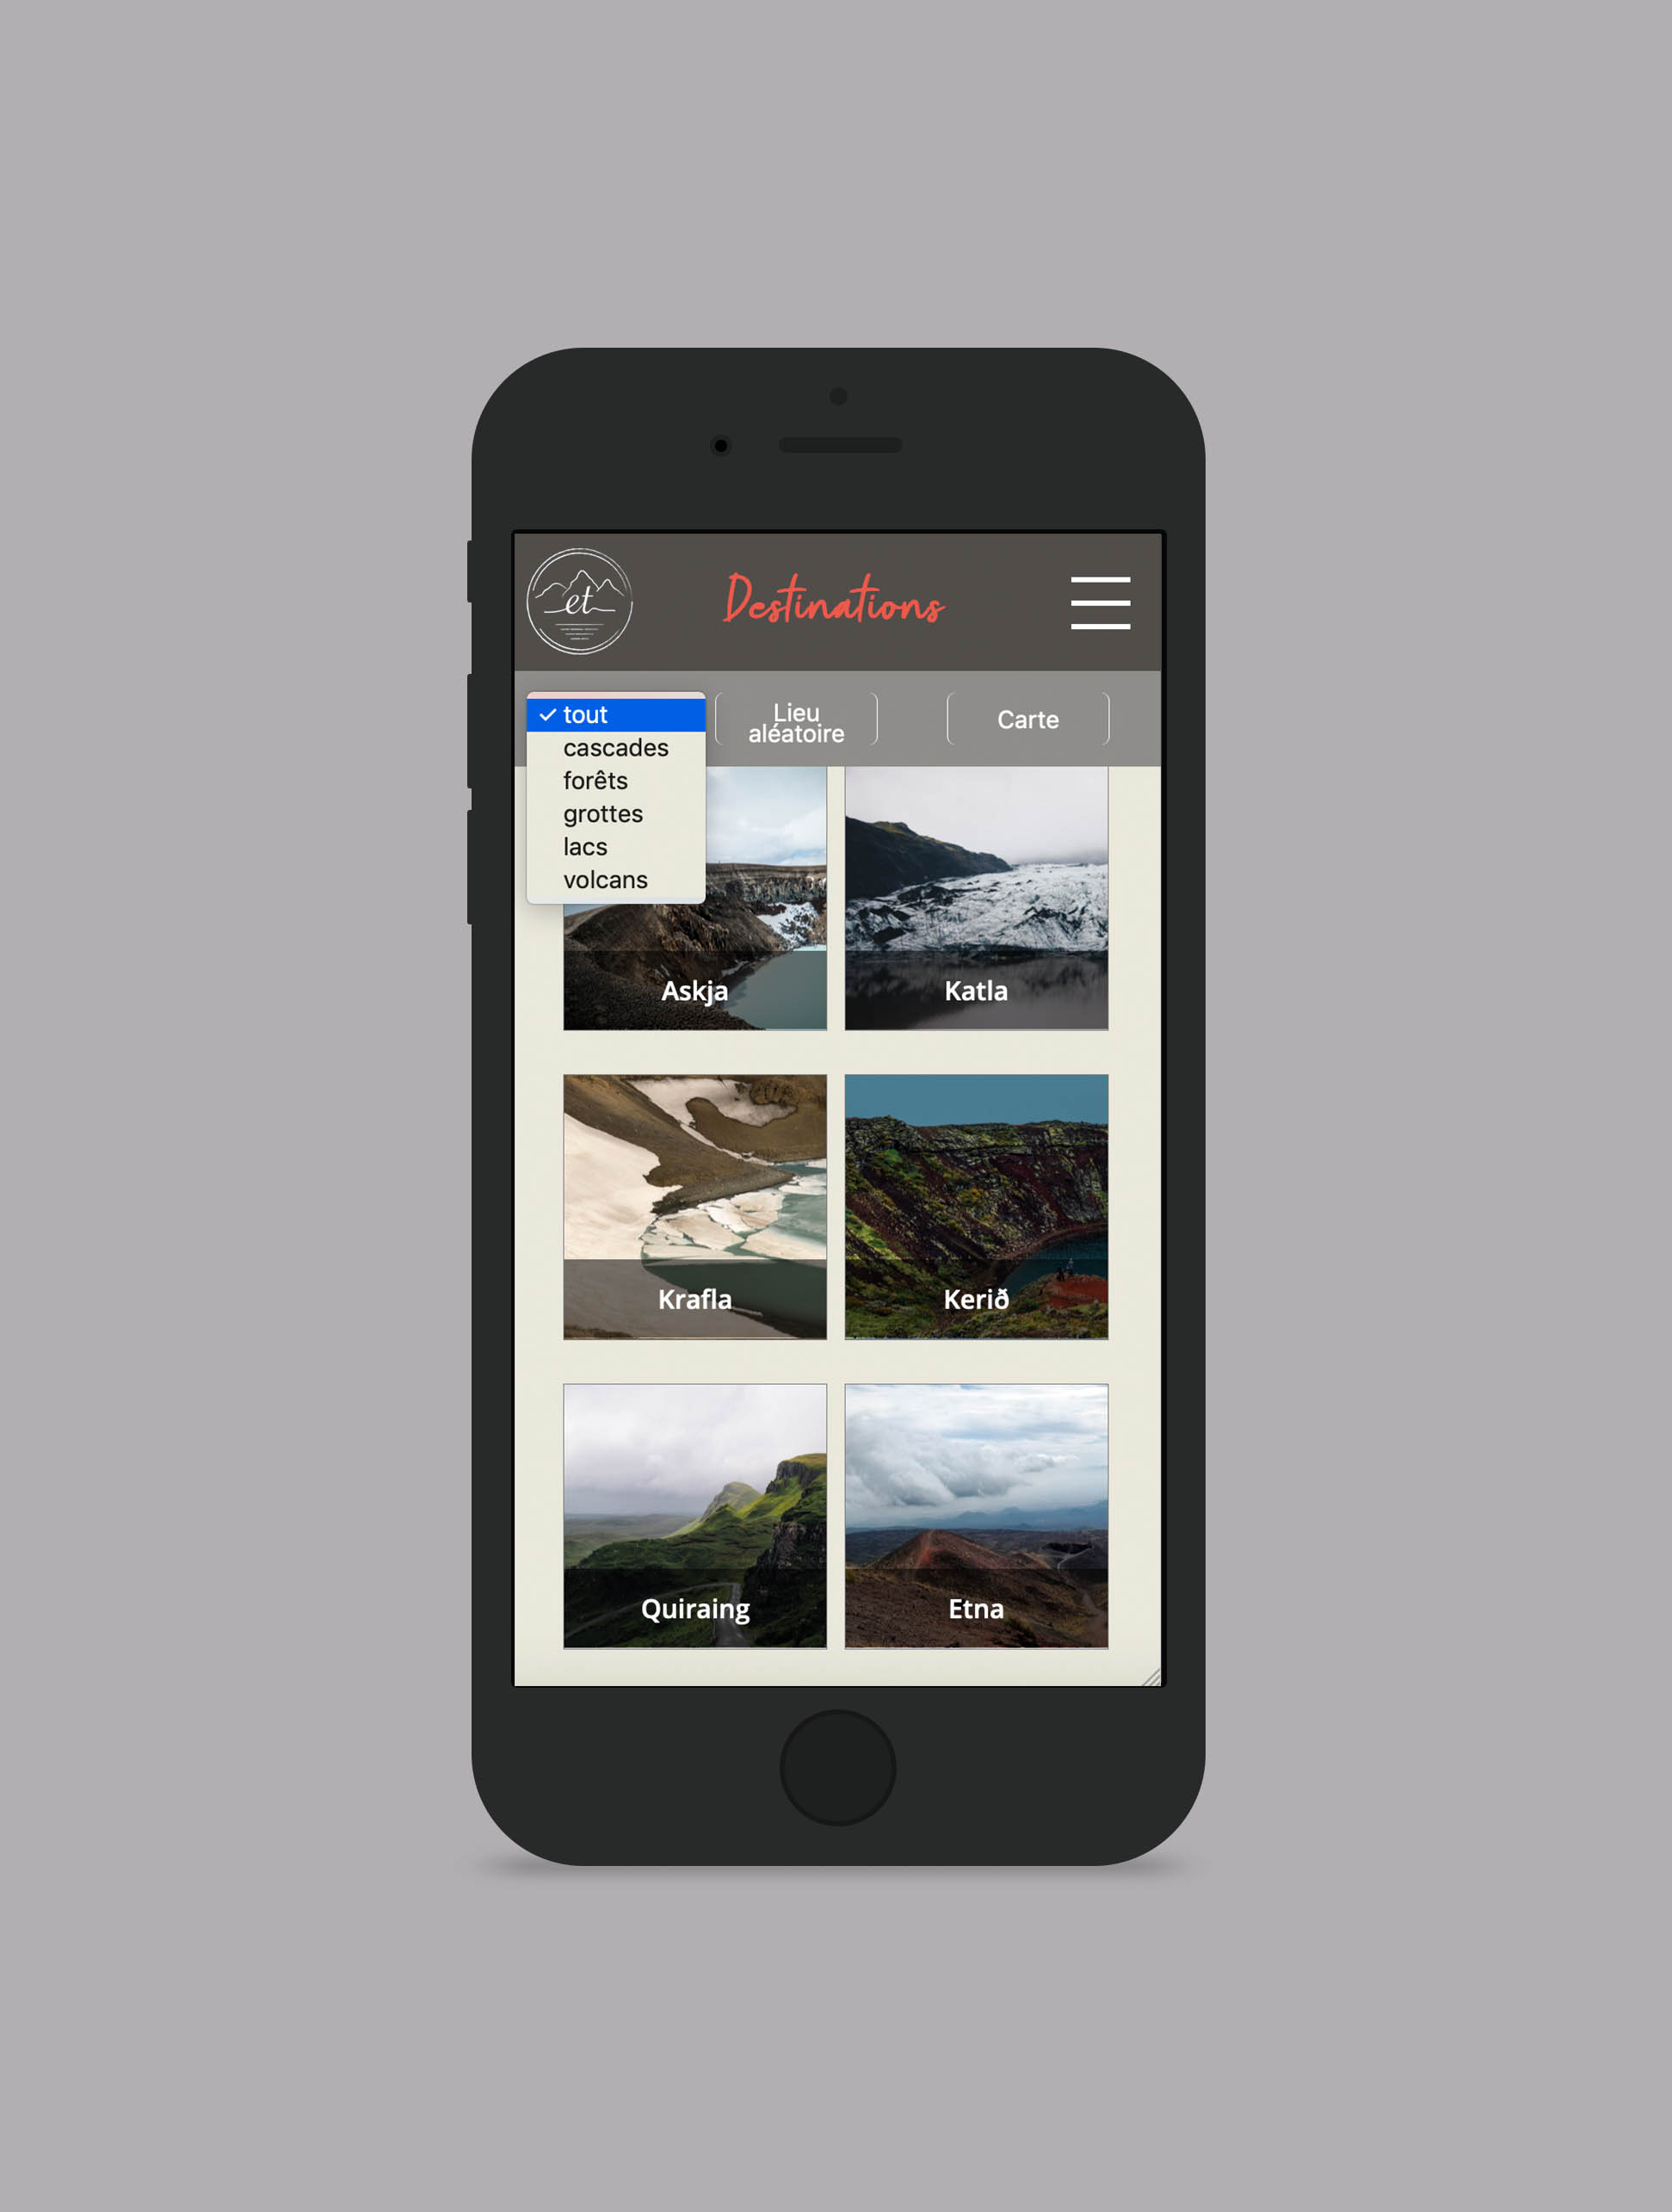 et
Destinations
✓ tout
cascades
forêts
grottes
lacs
volcans
Lieu
aléatoire
Carte
Askja
Katla
Krafla
Kerið
Quiraing
Etna